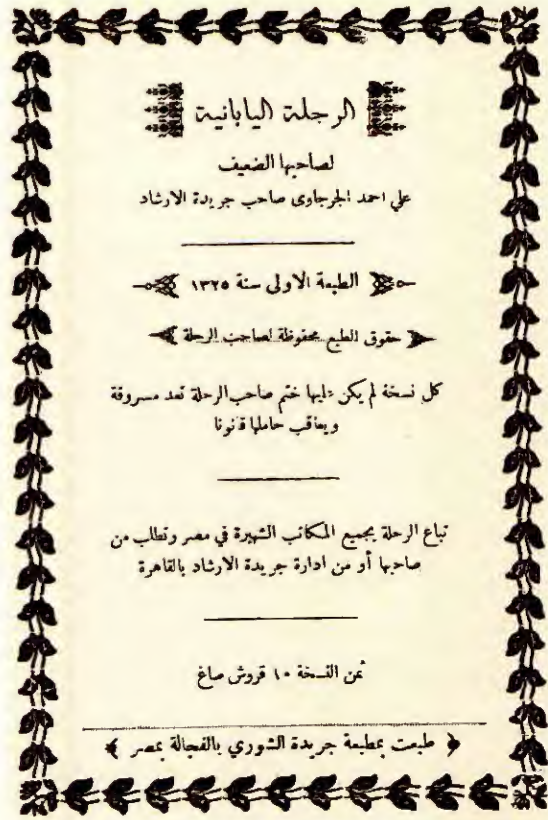 الرحلة اليابانية
لصاحبها الضعيف
علي احمد الجرجاوى صاحب جريدة الارشاد
الطبعة الاولى سنة ١٣٢٥
حقوق الطبع محفوظة لصاحب الرحلة
كل نسخة لم يكن عليها ختم صاحب الرحلة تعد مسروقة
ويعاقب حاملها قانونا
تباع الرحلة بجميع المكاتب الشهيرة في مصر وتطلب من
صاحبها أو من ادارة جريدة الارشاد بالقاهرة
ثمن النسخة ١٠ قروش صاغ
﴿ طبعت بمطبعة جريدة الشوري بالفجالة بمصر ﴾